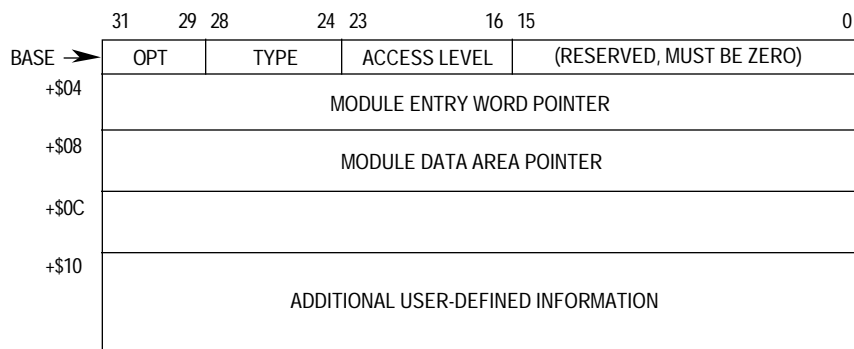 31 29 28 24 23 16 15 0
BASE OPT TYPE ACCESS LEVEL (RESERVED, MUST BE ZERO)
+$04
MODULE ENTRY WORD POINTER
+$08
MODULE DATA AREA POINTER
+$0C
+$10
ADDITIONAL USER-DEFINED INFORMATION